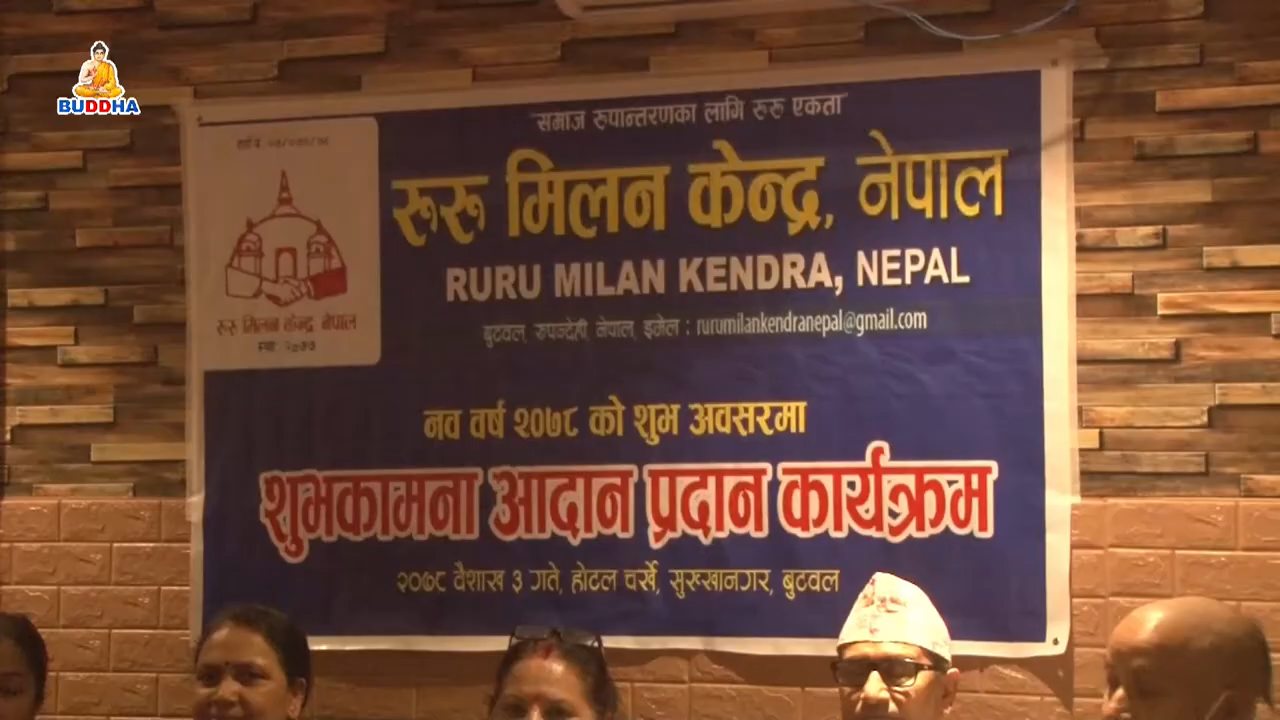 BUDDHA
"समाज रुपान्तरणका लागि रुरु एकता"
रुरु मिलन केन्द्र, नेपाल
RURU MILAN KENDRA, NEPAL
बुटवल, रुपन्देही, नेपाल, इमेल : rurumilankendranepal@gmail.com
रुरु मिलन केन्द्र, नेपाल
स्था: २०७७
नव वर्ष २०७८ को शुभ अवसरमा
शुभकामना आदान प्रदान कार्यक्रम
२०७८ वैशाख ३ गते, होटल चर्खे, सुख्खानगर, बुटवल